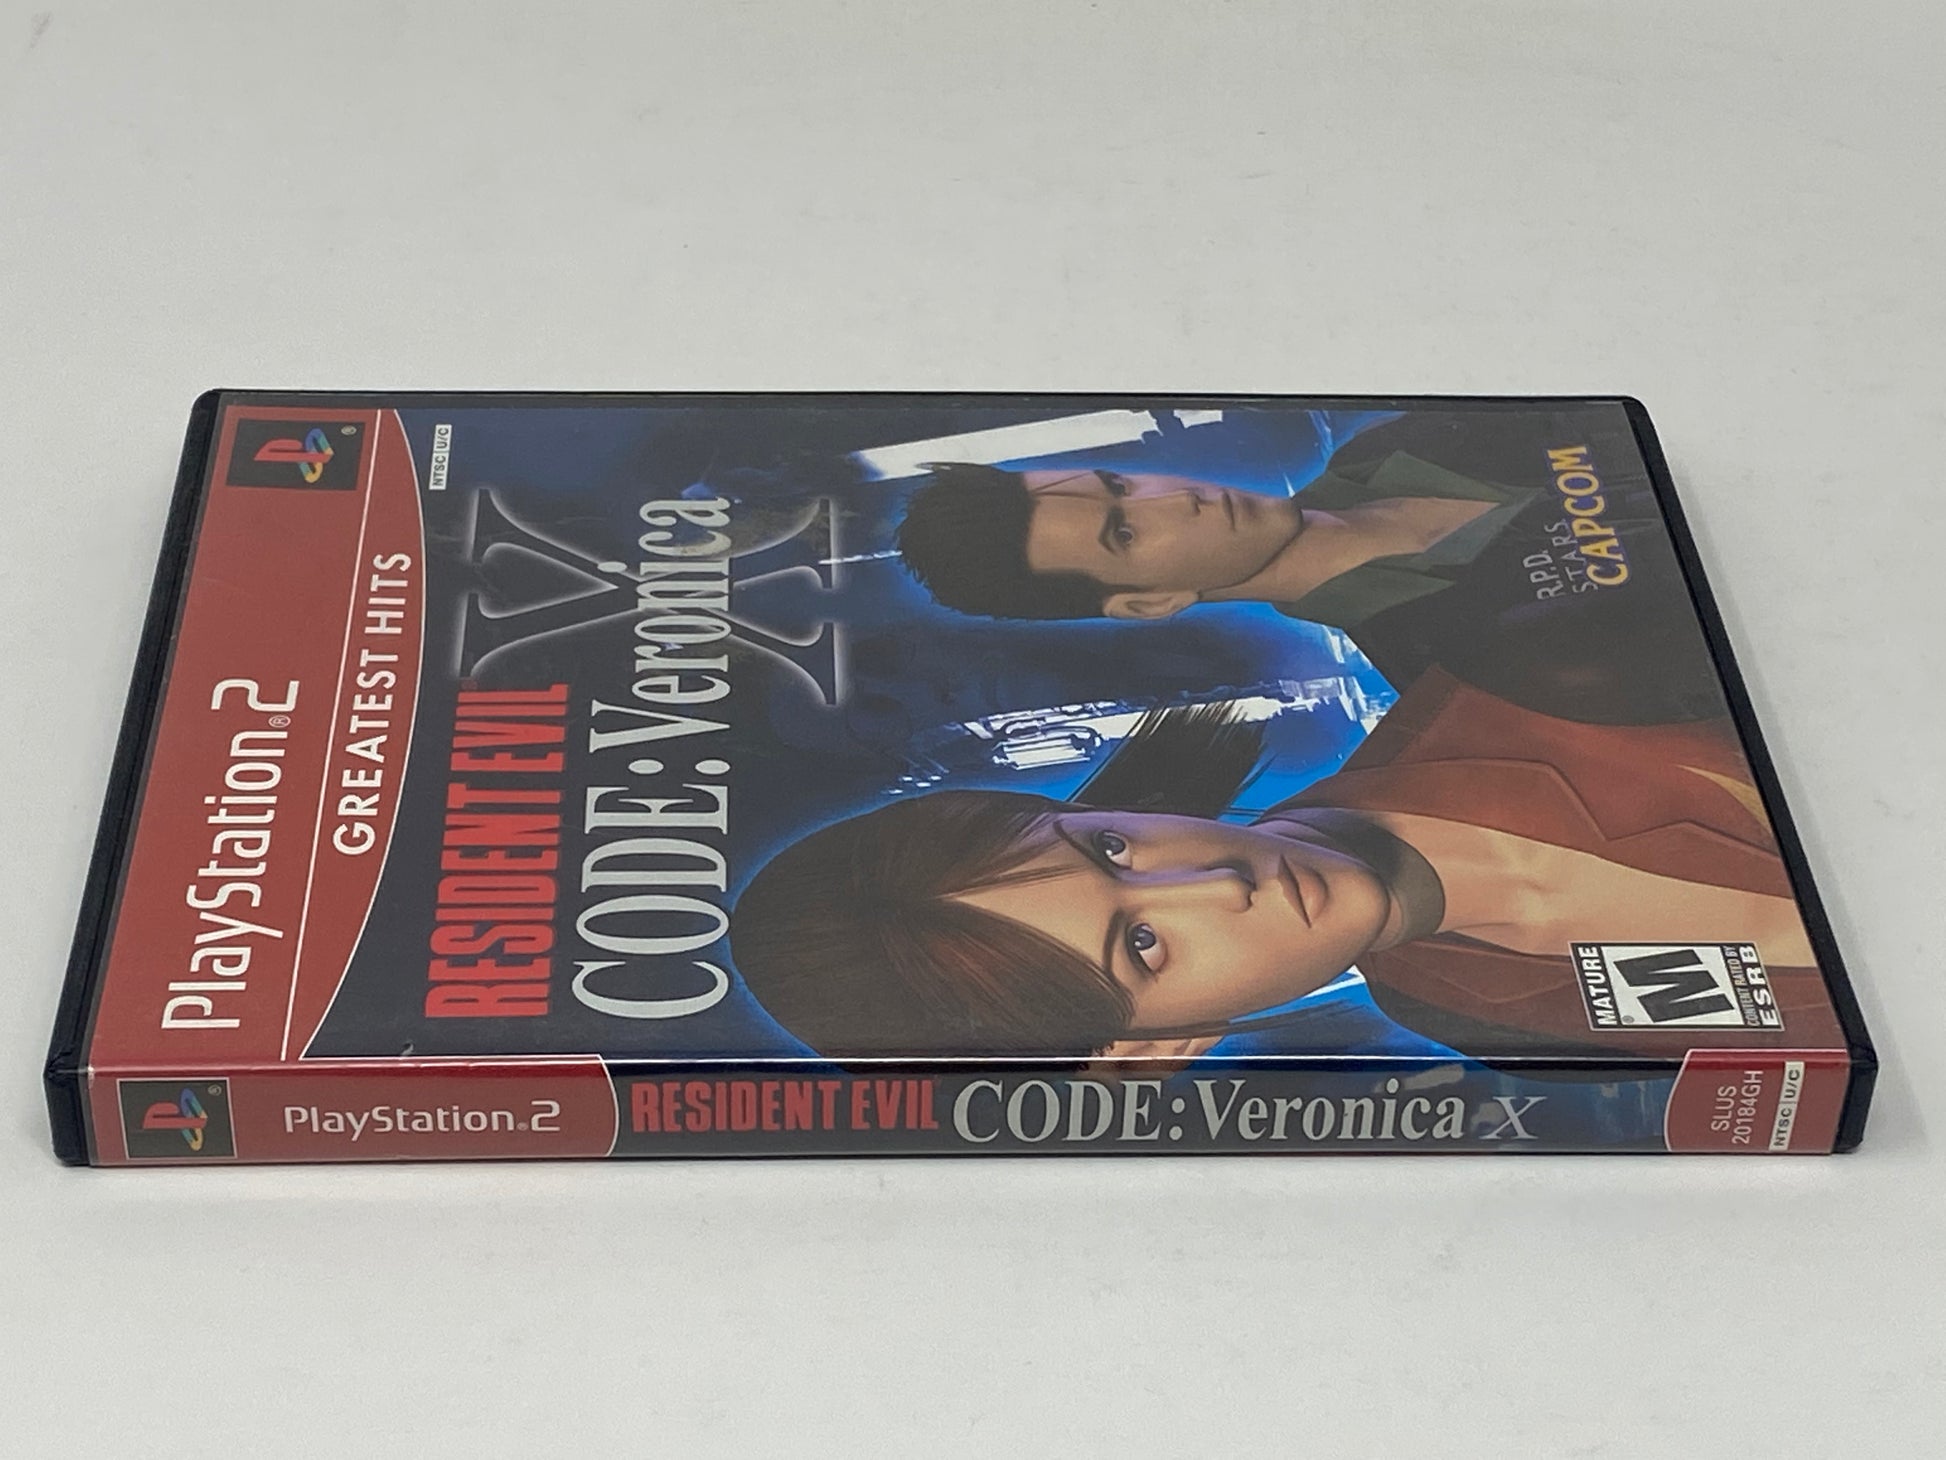 PlayStation®2
®
GREATEST HITS
NTSC U/C
RESIDENT EVIL®
CODE:Veronica
X
R.P.D.
S.T.A.R.S.
CAPCOM
MATURE
M
®
CONTENT RATED BY
ESRB
®
PlayStation®2
RESIDENT EVIL® CODE:Veronica X
SLUS
20184GH
NTSC U/C